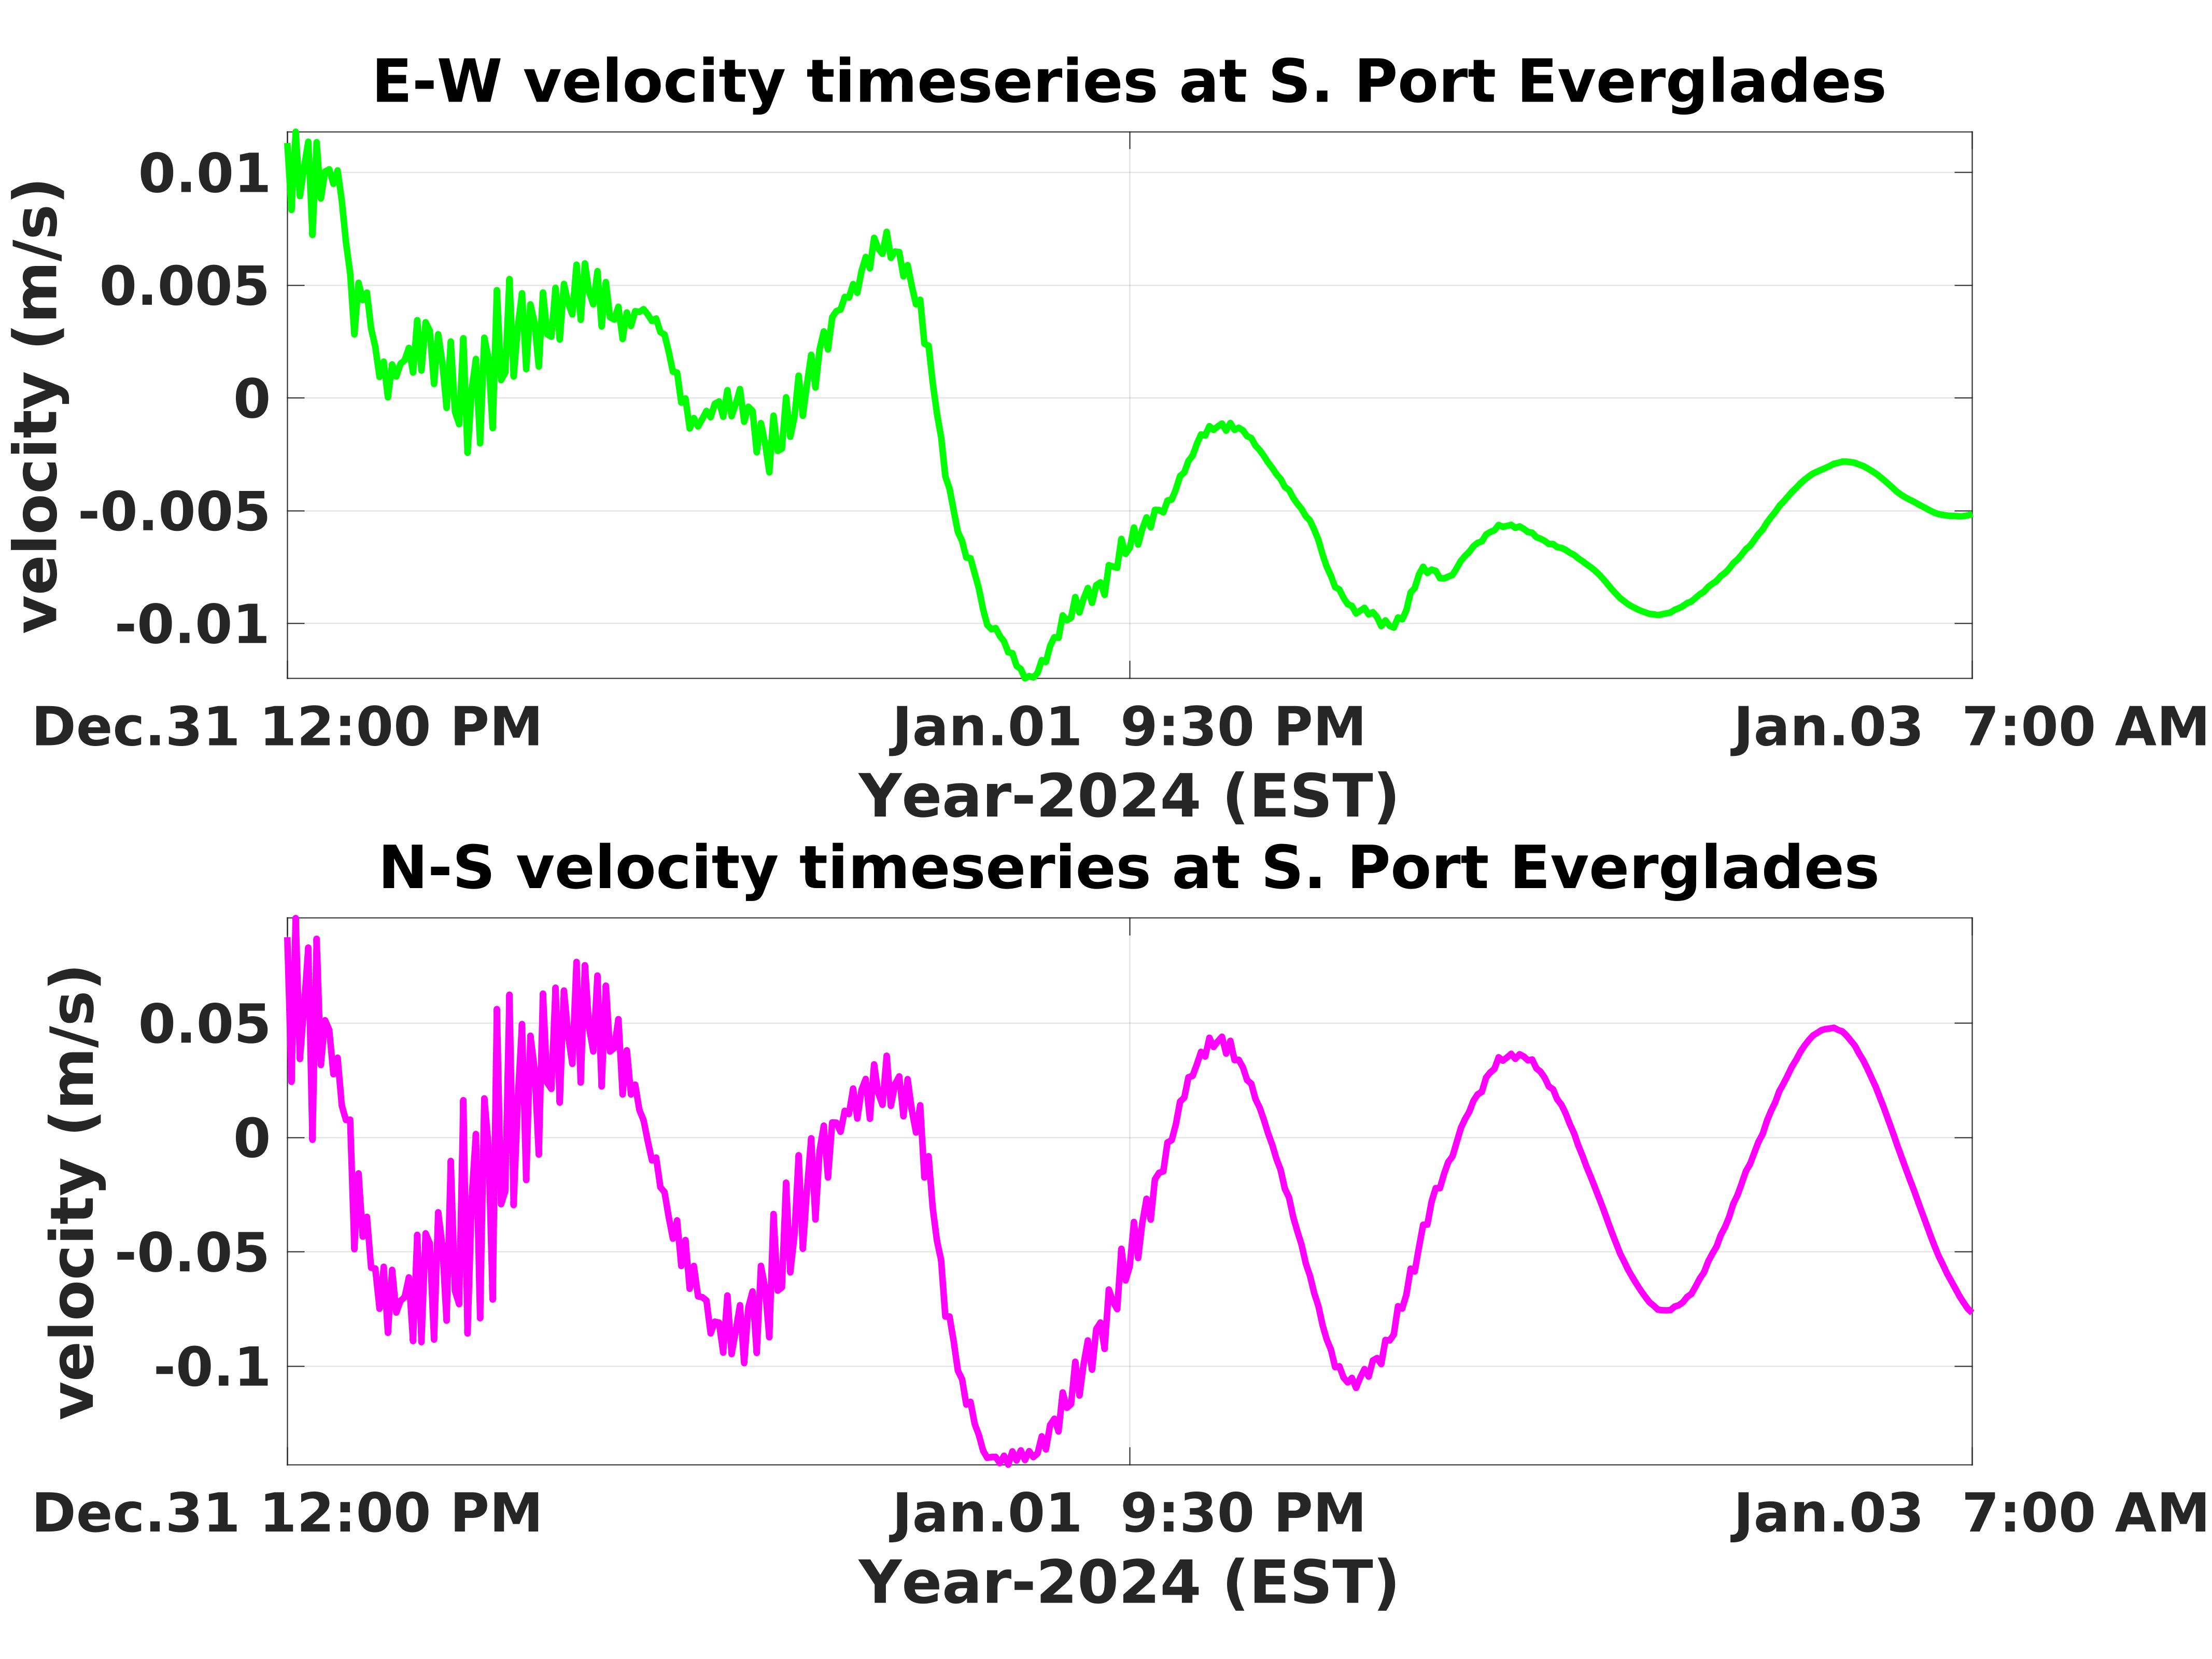 E-W velocity timeseries at S. Port Everglades
velocity (m/s)
0.01
0.005
0
-0.005
-0.01
Dec.31 12:00 PM
Jan.01  9:30 PM
Jan.03  7:00 AM
Year-2024 (EST)
N-S velocity timeseries at S. Port Everglades
velocity (m/s)
0.05
0
-0.05
-0.1
Dec.31 12:00 PM
Jan.01  9:30 PM
Jan.03  7:00 AM
Year-2024 (EST)